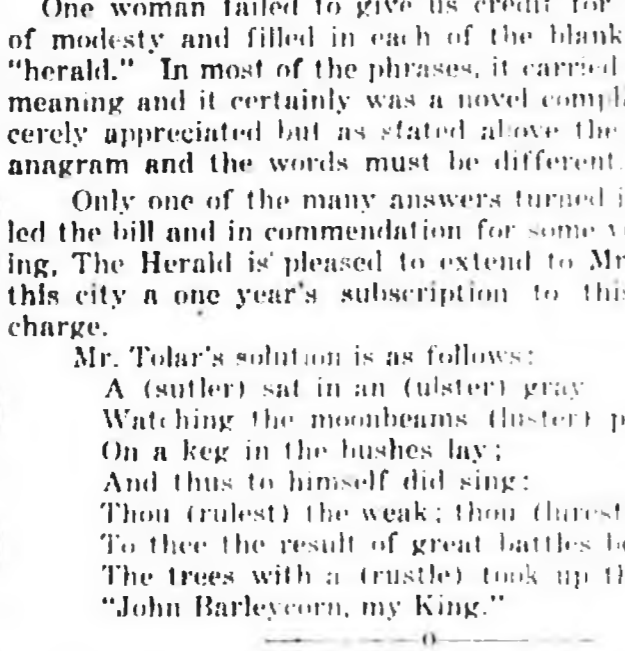 One woman failed to give us credit for
of modesty and filled in each of the blank
"herald." In most of the phrases, it carried
meaning and it certainly was a novel compl
cerely appreciated but as stated above the
anagram and the words must be different.
Only one of the many answers turned i
led the bill and in commendation for some v
ing, The Herald is pleased to extend to Mr
this city a one year's subscription to this
charge.
Mr. Tolar's solution is as follows:
A (sutler) sat in an (ulster) gray
Watching the moonbeams (luster) p
On a keg in the bushes lay;
And thus to himself did sing:
Thou (rulest) the weak; thou (lurest
To thee the result of great battles be
The trees with a (rustle) took up th
"John Barleycorn, my King."
0